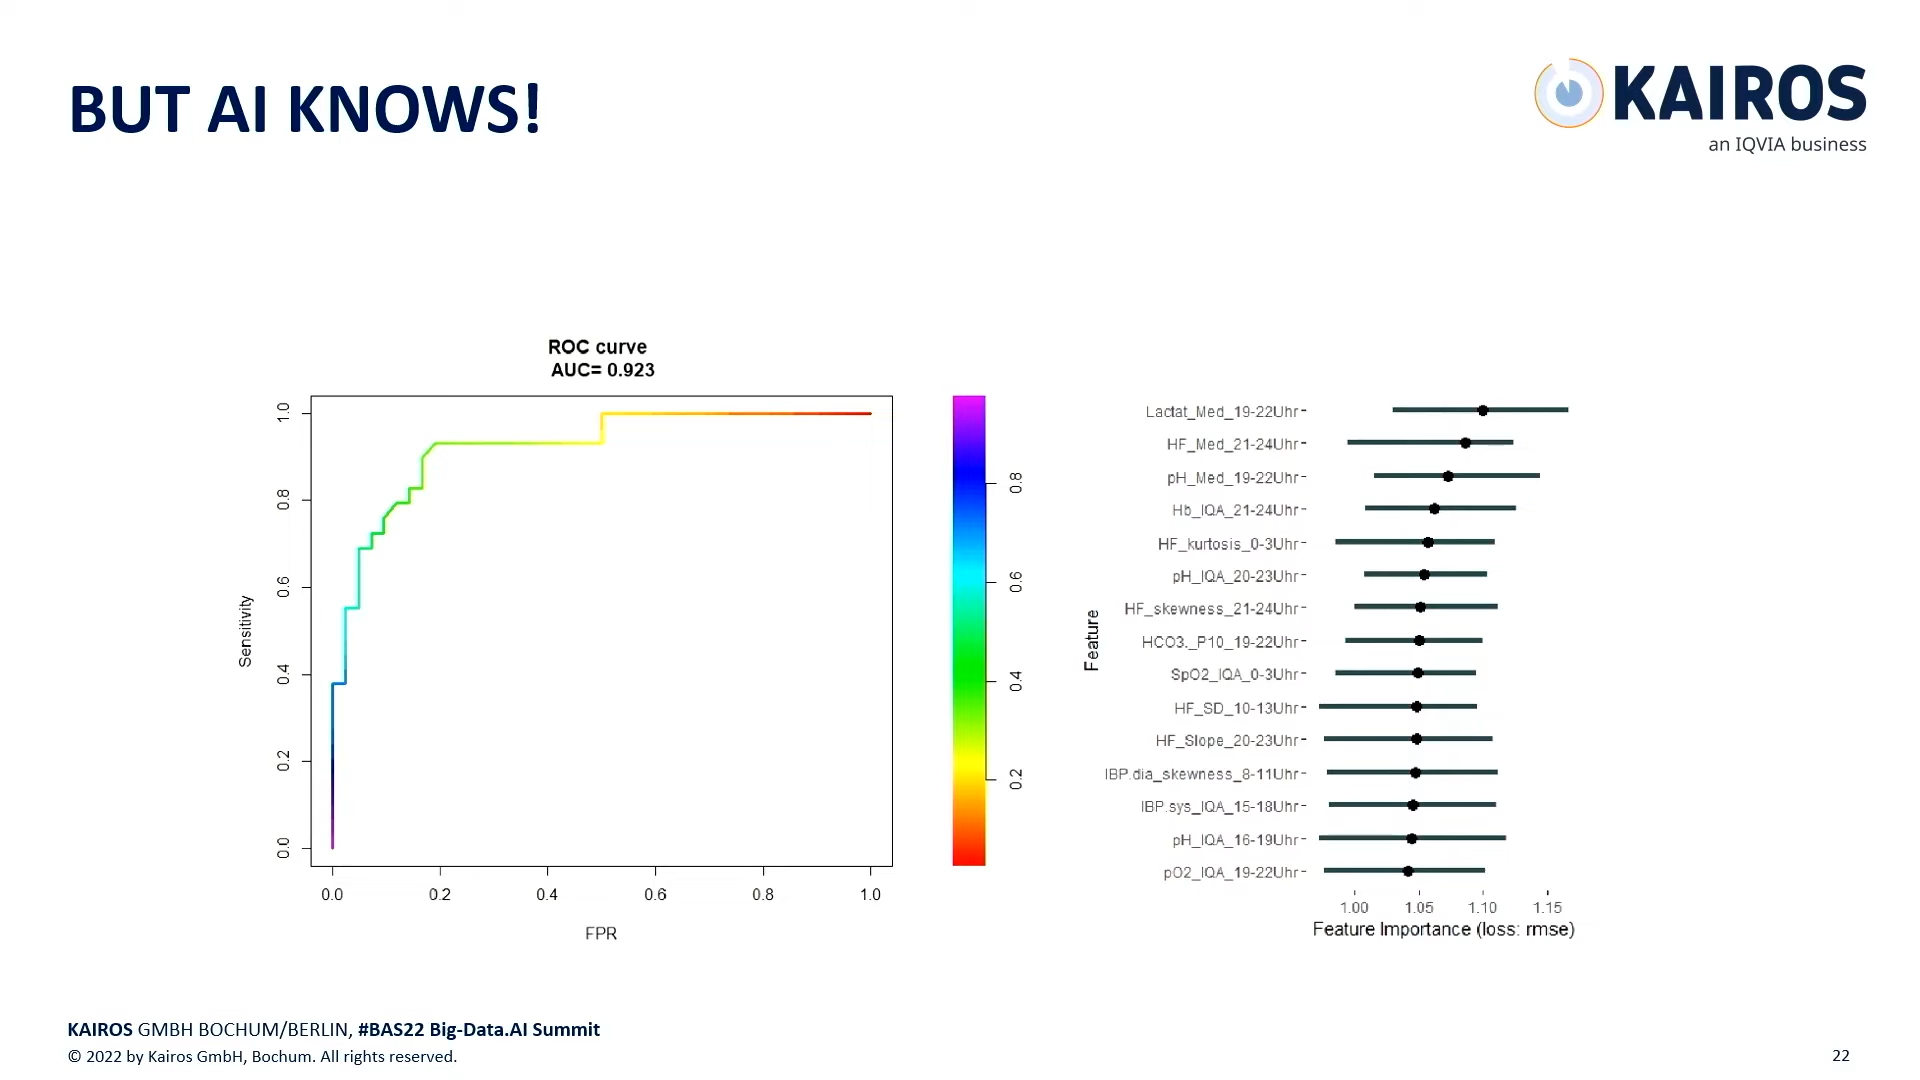 BUT AI KNOWS!
KAIROS
an IQVIA business
ROC curve
AUC= 0.923
Sensitivity
1.0
0.8
0.6
0.4
0.2
0.0
0.0 0.2 0.4 0.6 0.8 1.0
FPR
0.8
0.6
0.4
0.2
Feature
Lactat_Med_19-22Uhr
HF_Med_21-24Uhr
pH_Med_19-22Uhr
Hb_IQA_21-24Uhr
HF_kurtosis_0-3Uhr
pH_IQA_20-23Uhr
HF_skewness_21-24Uhr
HCO3._P10_19-22Uhr
SpO2_IQA_0-3Uhr
HF_SD_10-13Uhr
HF_Slope_20-23Uhr
IBP.dia_skewness_8-11Uhr
IBP.sys_IQA_15-18Uhr
pH_IQA_16-19Uhr
pO2_IQA_19-22Uhr
1.00 1.05 1.10 1.15
Feature Importance (loss: rmse)
KAIROS GMBH BOCHUM/BERLIN, #BAS22 Big-Data.AI Summit
© 2022 by Kairos GmbH, Bochum. All rights reserved.
22